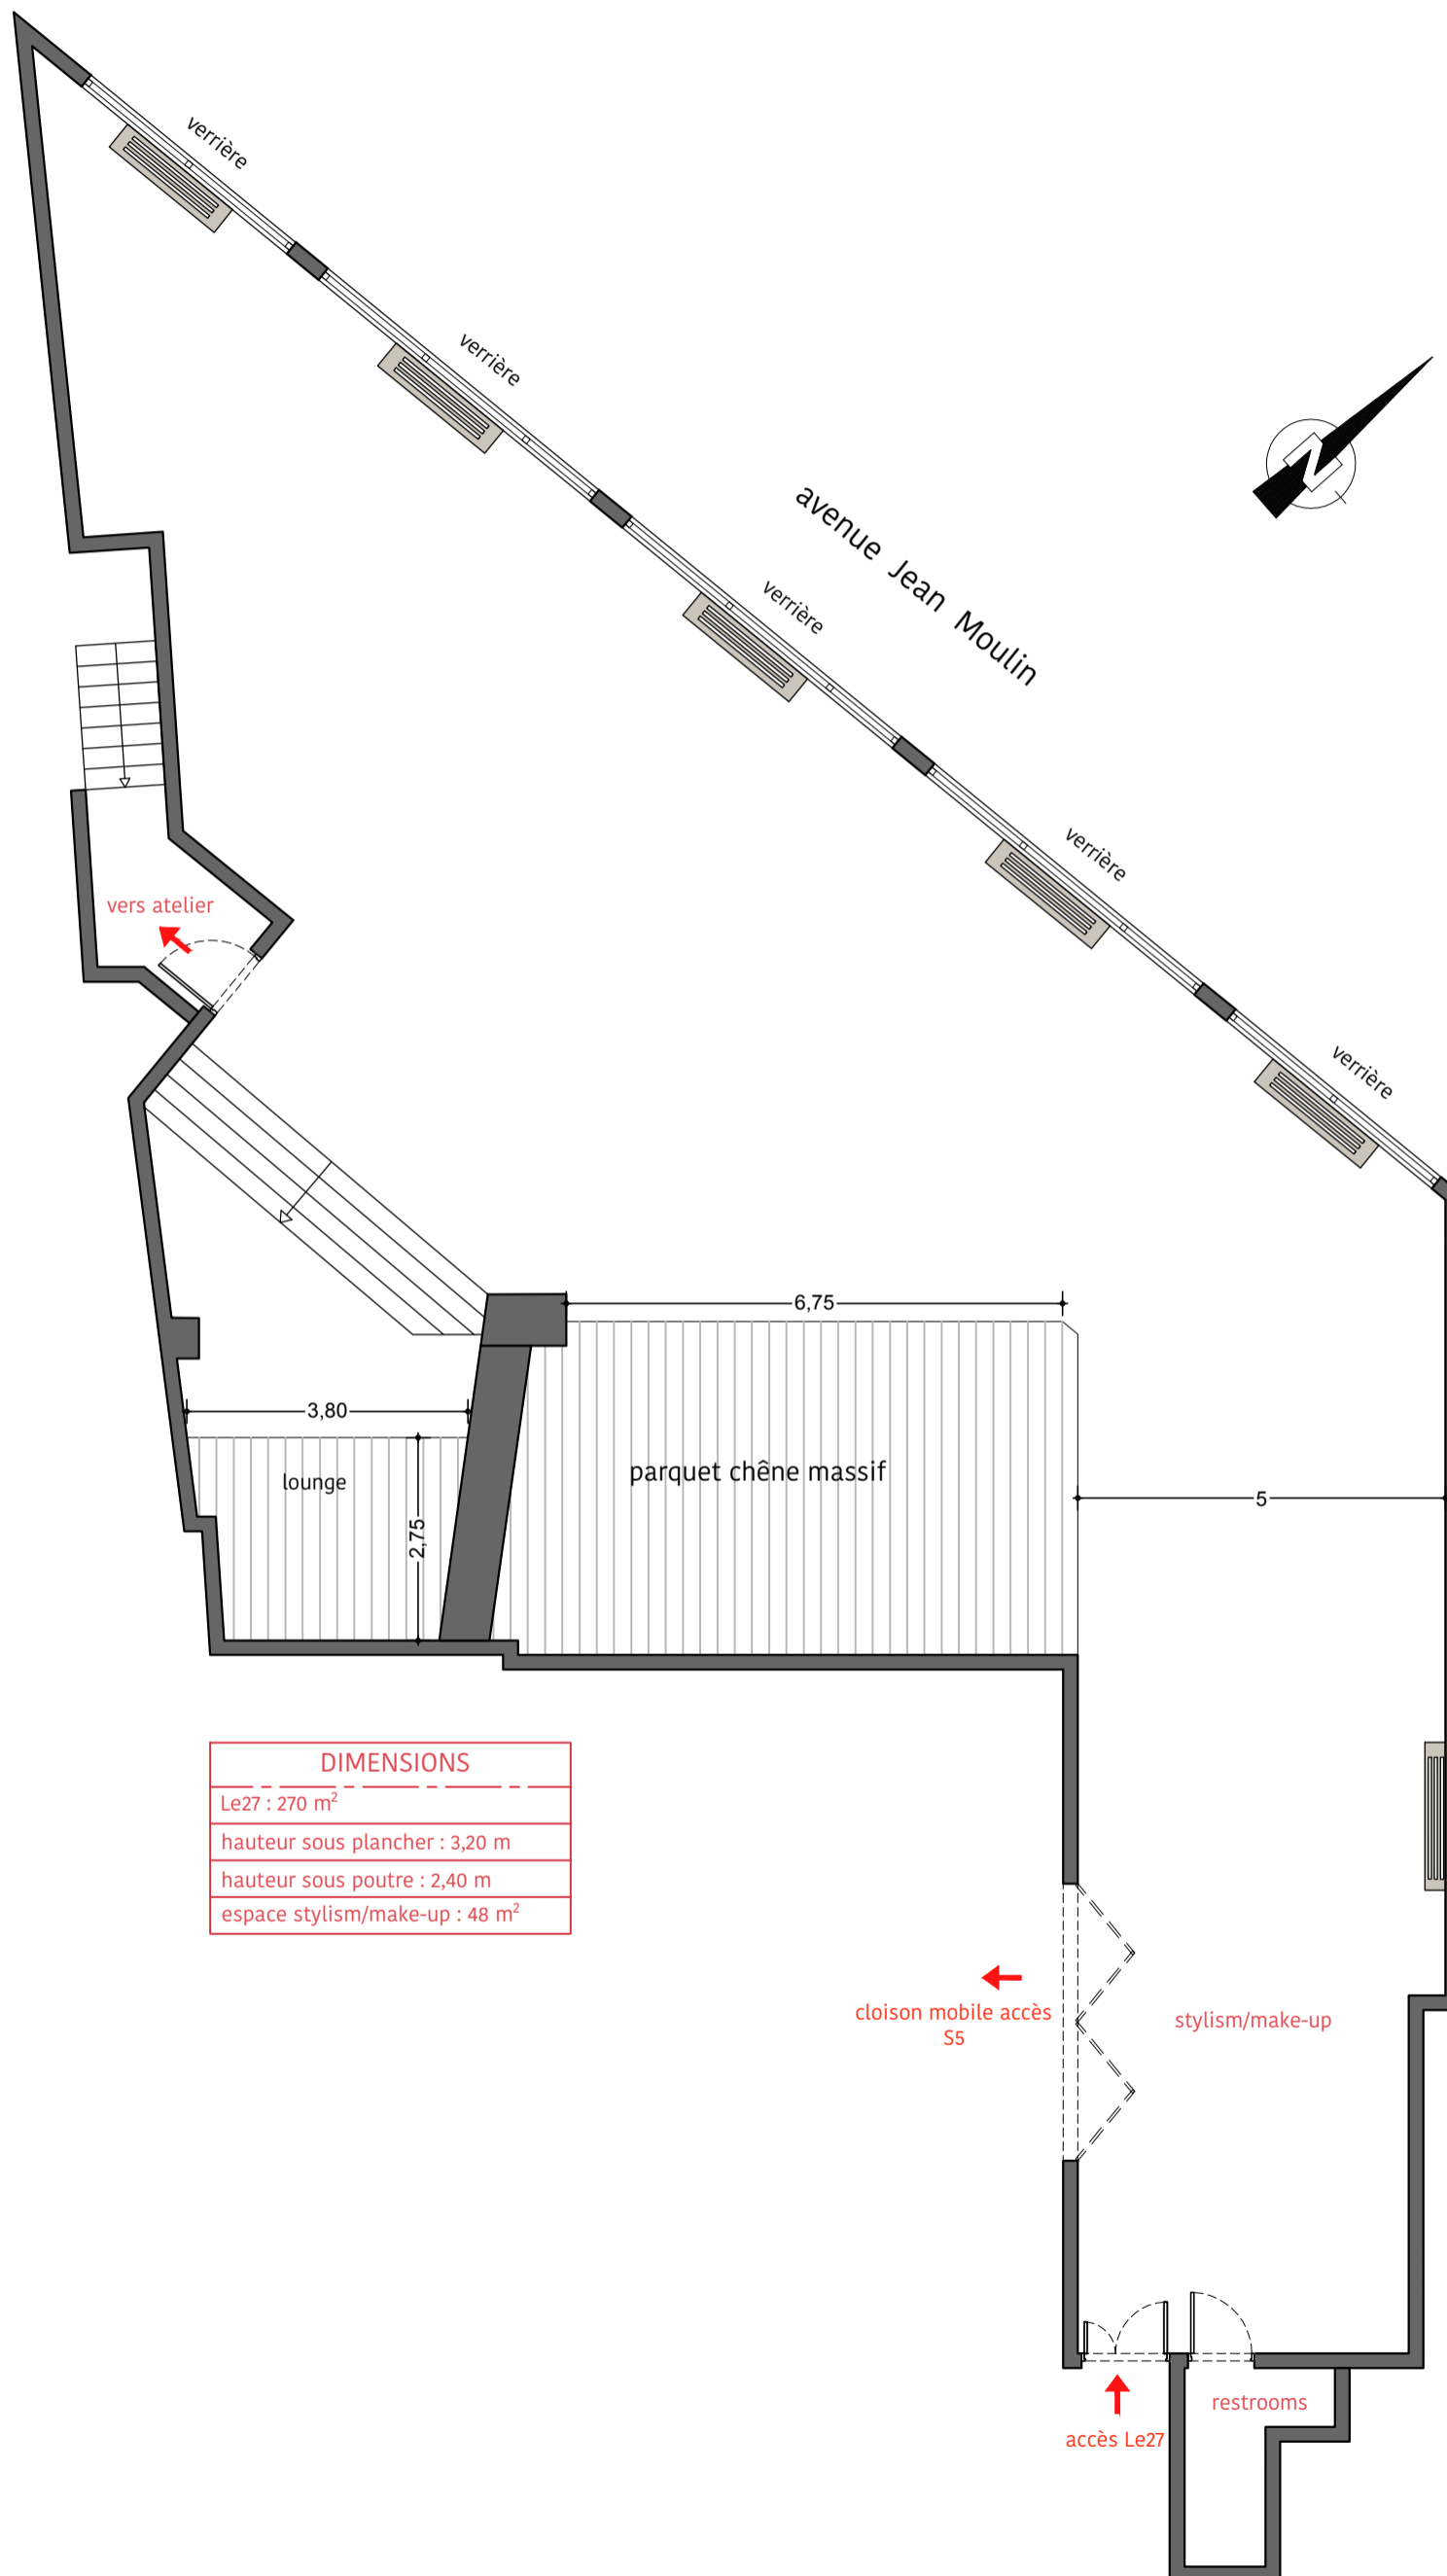 verrière
verrière
avenue Jean Moulin
N
verrière
verrière
vers atelier
verrière
6,75
3,80
lounge
parquet chêne massif
2,75
5
DIMENSIONS
Le27 : 270 m²
hauteur sous plancher : 3,20 m
hauteur sous poutre : 2,40 m
espace stylism/make-up : 48 m²
cloison mobile accès
S5
stylism/make-up
restrooms
accès Le27